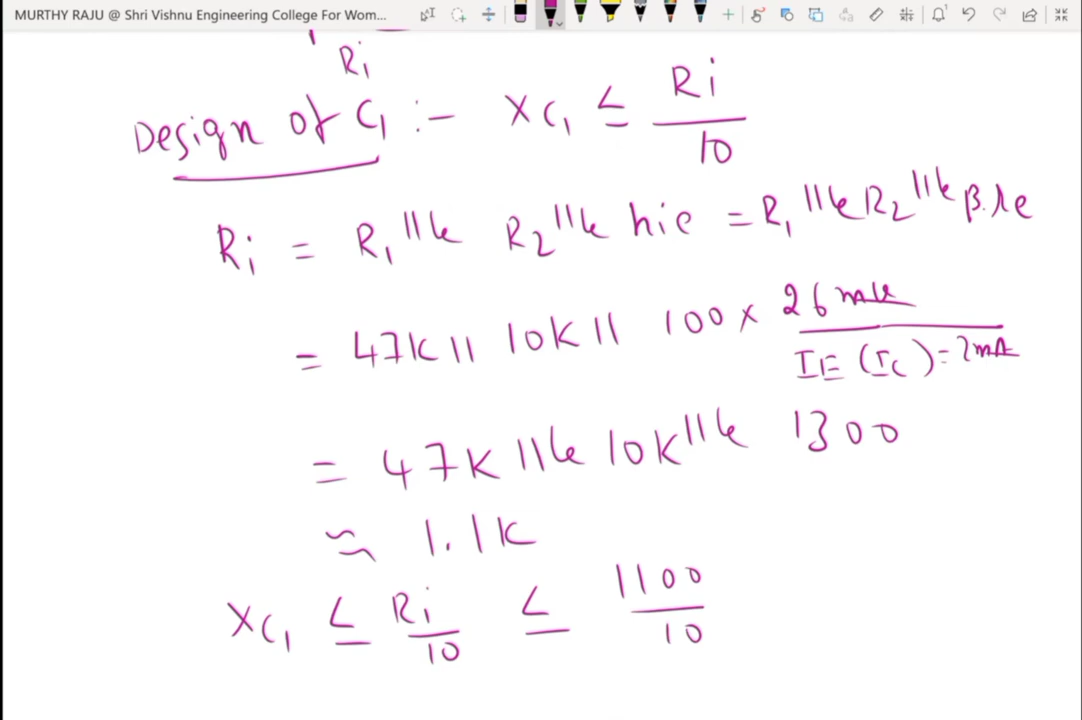 MURTHY RAJU @ Shri Vishnu Engineering College For Wom...
Ri
Design of C1 :- XC1 ≤ Ri/10
Ri = R1 ||le R2 ||le hie = R1 ||le R2 ||le β.re
= 47K || 10K || 100 × 26mV/IE (IC) = 2mA
= 47K ||le 10K ||le 1300
≈ 1.1K
XC1 ≤ Ri/10 ≤ 1100/10